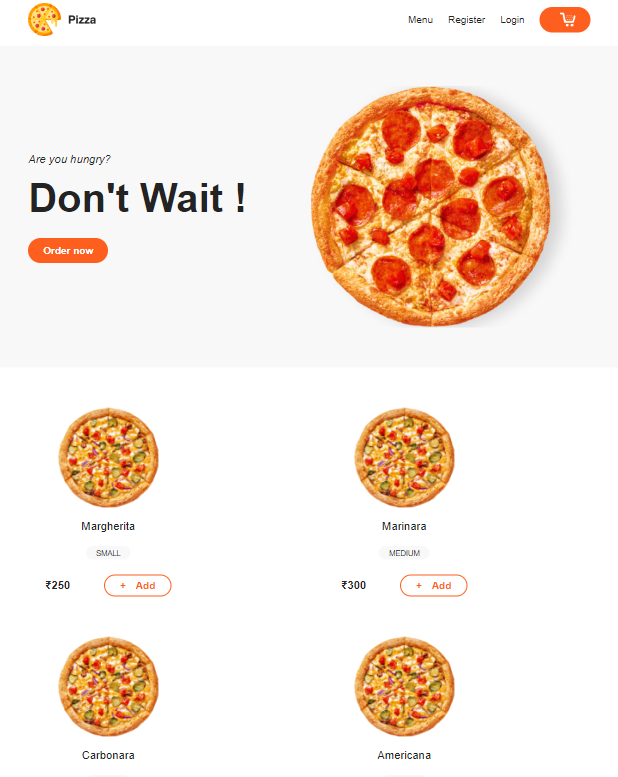 Pizza
Menu Register Login
Are you hungry?
Don't Wait !
Order now
Margherita
Marinara
SMALL
MEDIUM
₹250
+ Add
₹300
+ Add
Carbonara
Americana